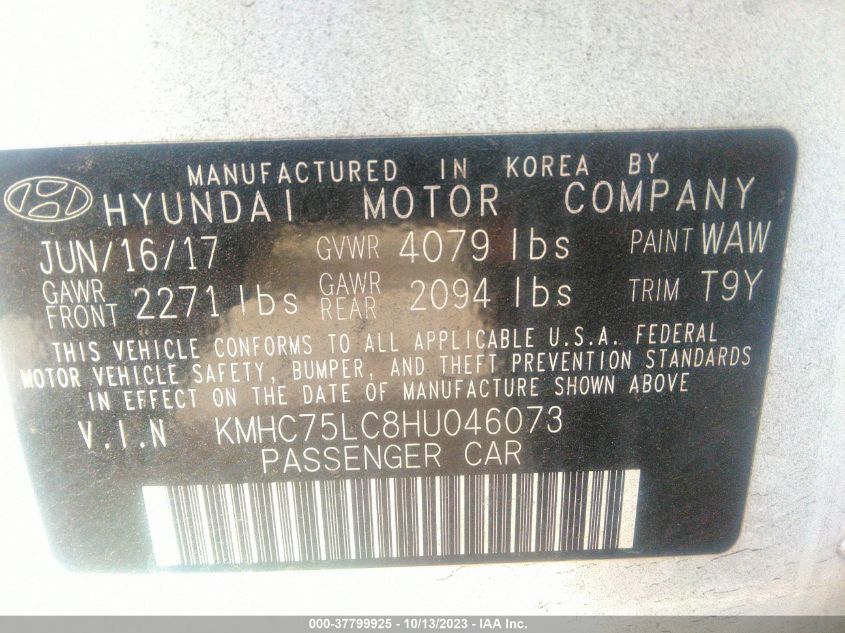 MANUFACTURED IN KOREA BY
HYUNDAI MOTOR COMPANY
JUN/16/17 GVWR 4079 lbs PAINT WAW
GAWR FRONT 2271 lbs GAWR REAR 2094 lbs TRIM T9Y
THIS VEHICLE CONFORMS TO ALL APPLICABLE U.S.A. FEDERAL
MOTOR VEHICLE SAFETY, BUMPER, AND THEFT PREVENTION STANDARDS
IN EFFECT ON THE DATE OF MANUFACTURE SHOWN ABOVE
V.I.N KMHC75LC8HU046073
PASSENGER CAR
000-37799925 - 10/13/2023 - IAA Inc.